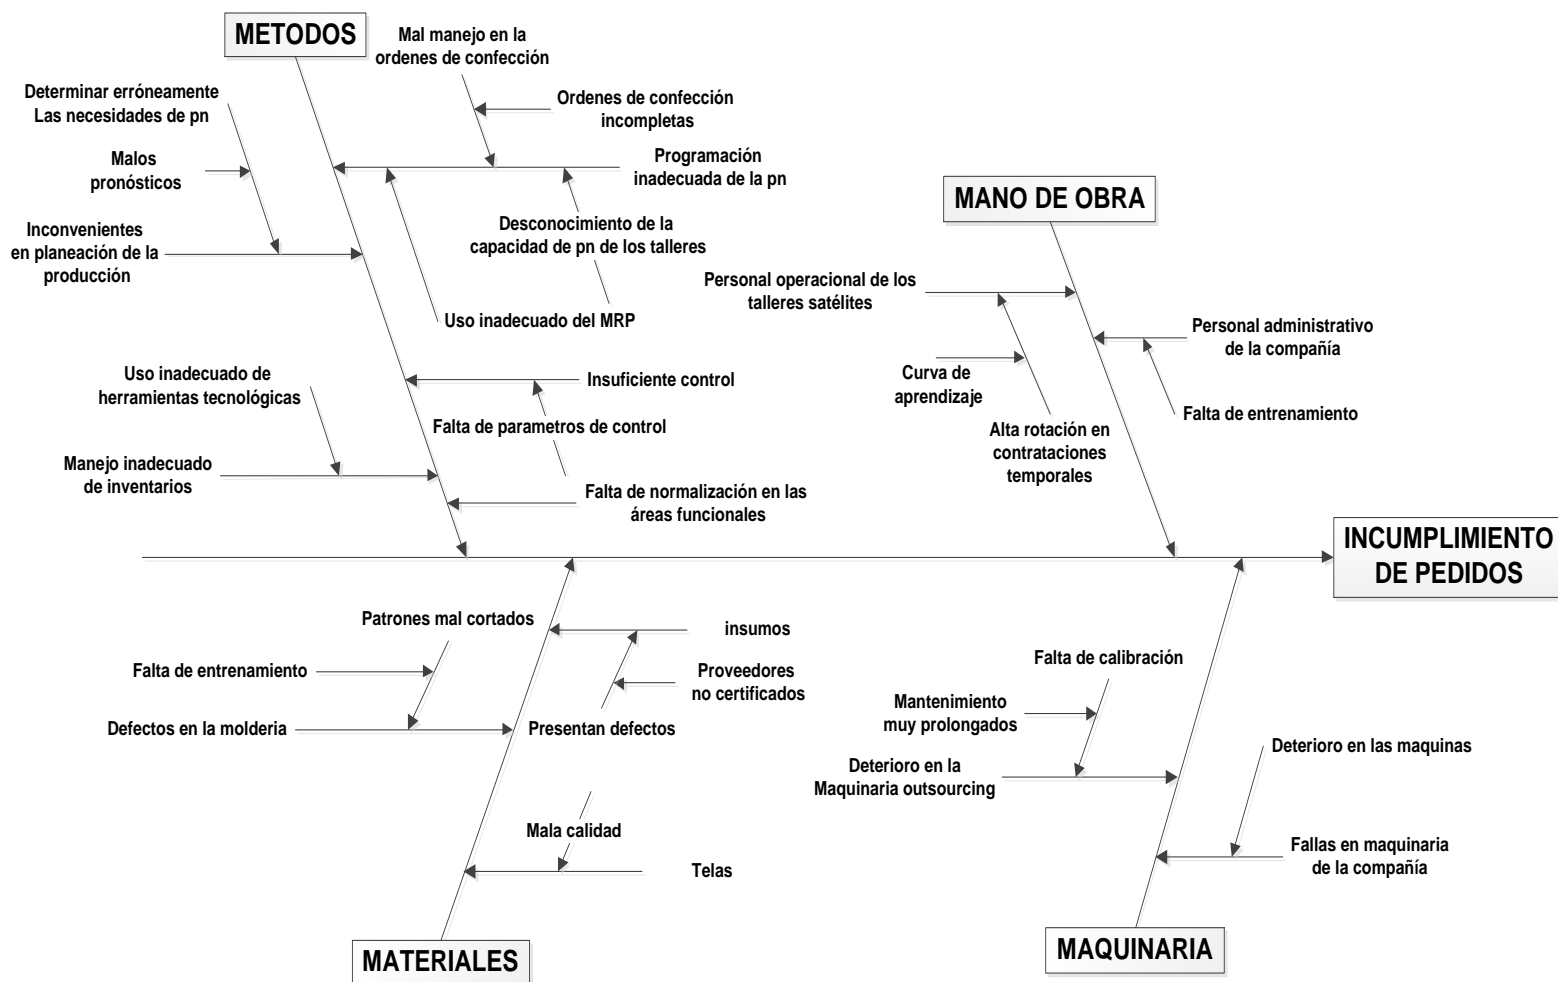 METODOS
Mal manejo en la
ordenes de confección
Determinar erróneamente
Las necesidades de pn
Ordenes de confección
incompletas
Malos
pronósticos
Programación
inadecuada de la pn
MANO DE OBRA
Inconvenientes
en planeación de la
producción
Desconocimiento de la
capacidad de pn de los talleres
Personal operacional de los
talleres satélites
Uso inadecuado del MRP
Personal administrativo
de la compañía
Uso inadecuado de
herramientas tecnológicas
Insuficiente control
Curva de
aprendizaje
Falta de entrenamiento
Falta de parametros de control
Alta rotación en
contrataciones
temporales
Manejo inadecuado
de inventarios
Falta de normalización en las
áreas funcionales
INCUMPLIMIENTO
DE PEDIDOS
Patrones mal cortados
insumos
Falta de entrenamiento
Proveedores
no certificados
Falta de calibración
Mantenimiento
muy prolongados
Defectos en la molderia
Presentan defectos
Deterioro en las maquinas
Deterioro en la
Maquinaria outsourcing
Mala calidad
Telas
Fallas en maquinaria
de la compañía
MATERIALES
MAQUINARIA